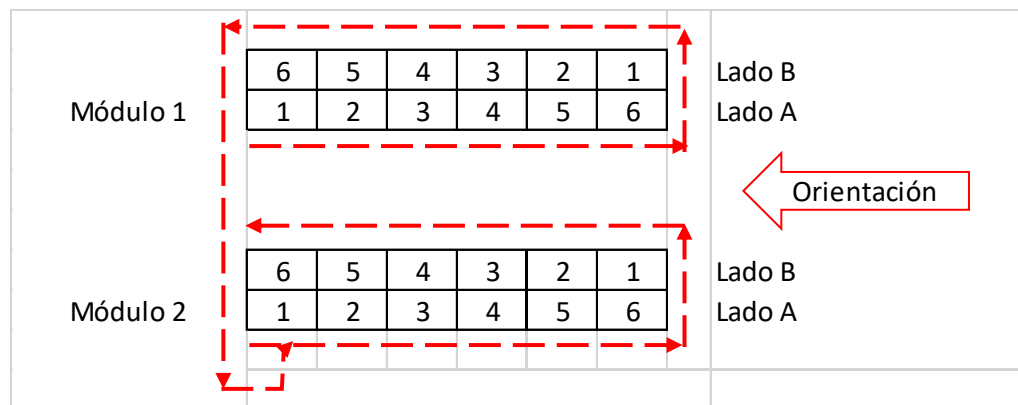 6 5 4 3 2 1 Lado B
Módulo 1 1 2 3 4 5 6 Lado A
Orientación
6 5 4 3 2 1 Lado B
Módulo 2 1 2 3 4 5 6 Lado A